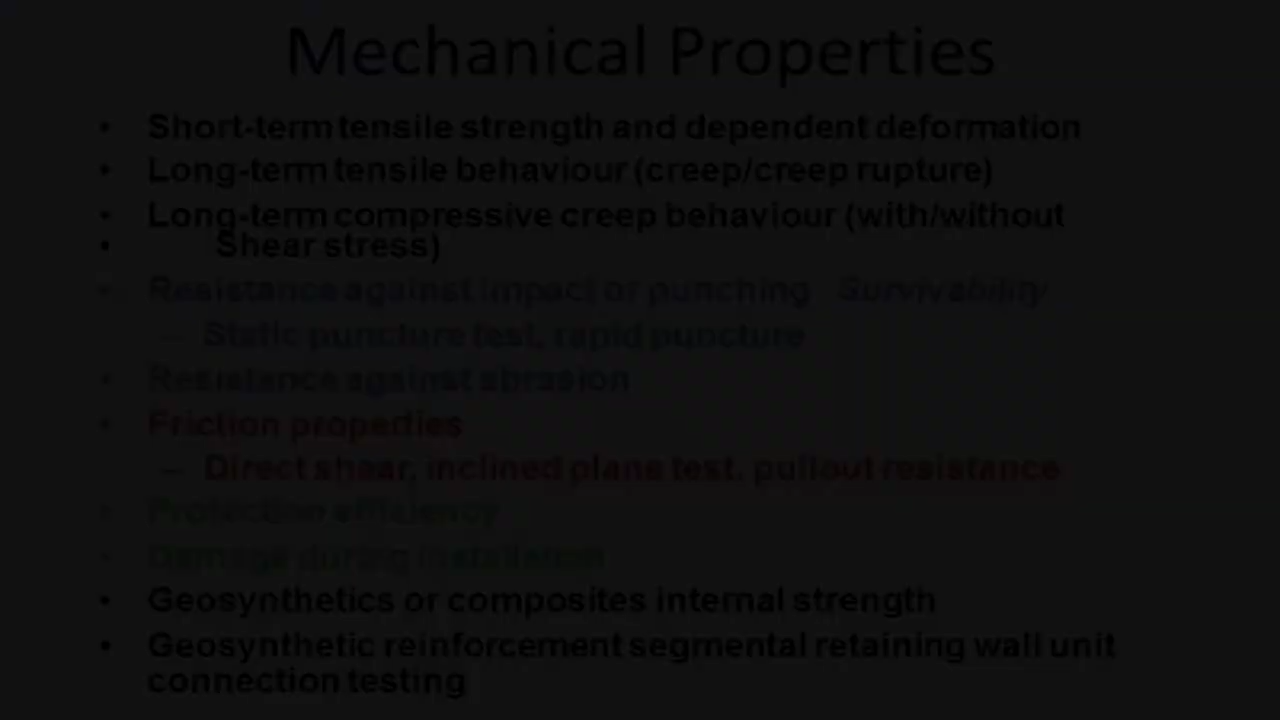 Mechanical Properties
• Short-term tensile strength and dependent deformation
• Long-term tensile behaviour (creep/creep rupture)
• Long-term compressive creep behaviour (with/without
• Shear stress)
• Resistance against impact or punching Survivability
– Static puncture test, rapid puncture
• Resistance against abrasion
• Friction properties
– Direct shear, inclined plane test, pullout resistance
• Protection efficiency
• Damage during installation
• Geosynthetics or composites internal strength
• Geosynthetic reinforcement segmental retaining wall unit
connection testing